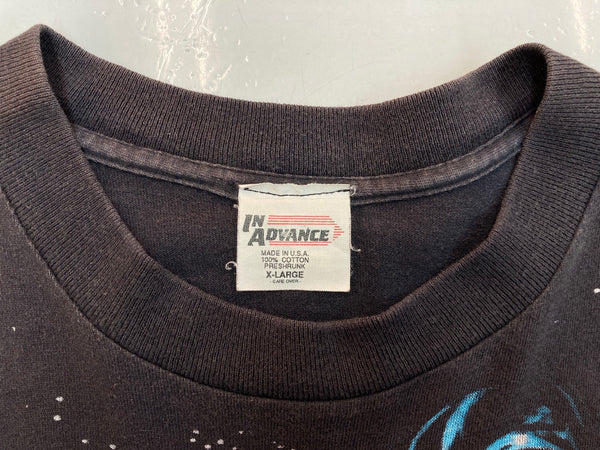 IN
ADVANCE
MADE IN U.S.A.
100% COTTON
PRESHRUNK
X-LARGE
- CARE OVER -